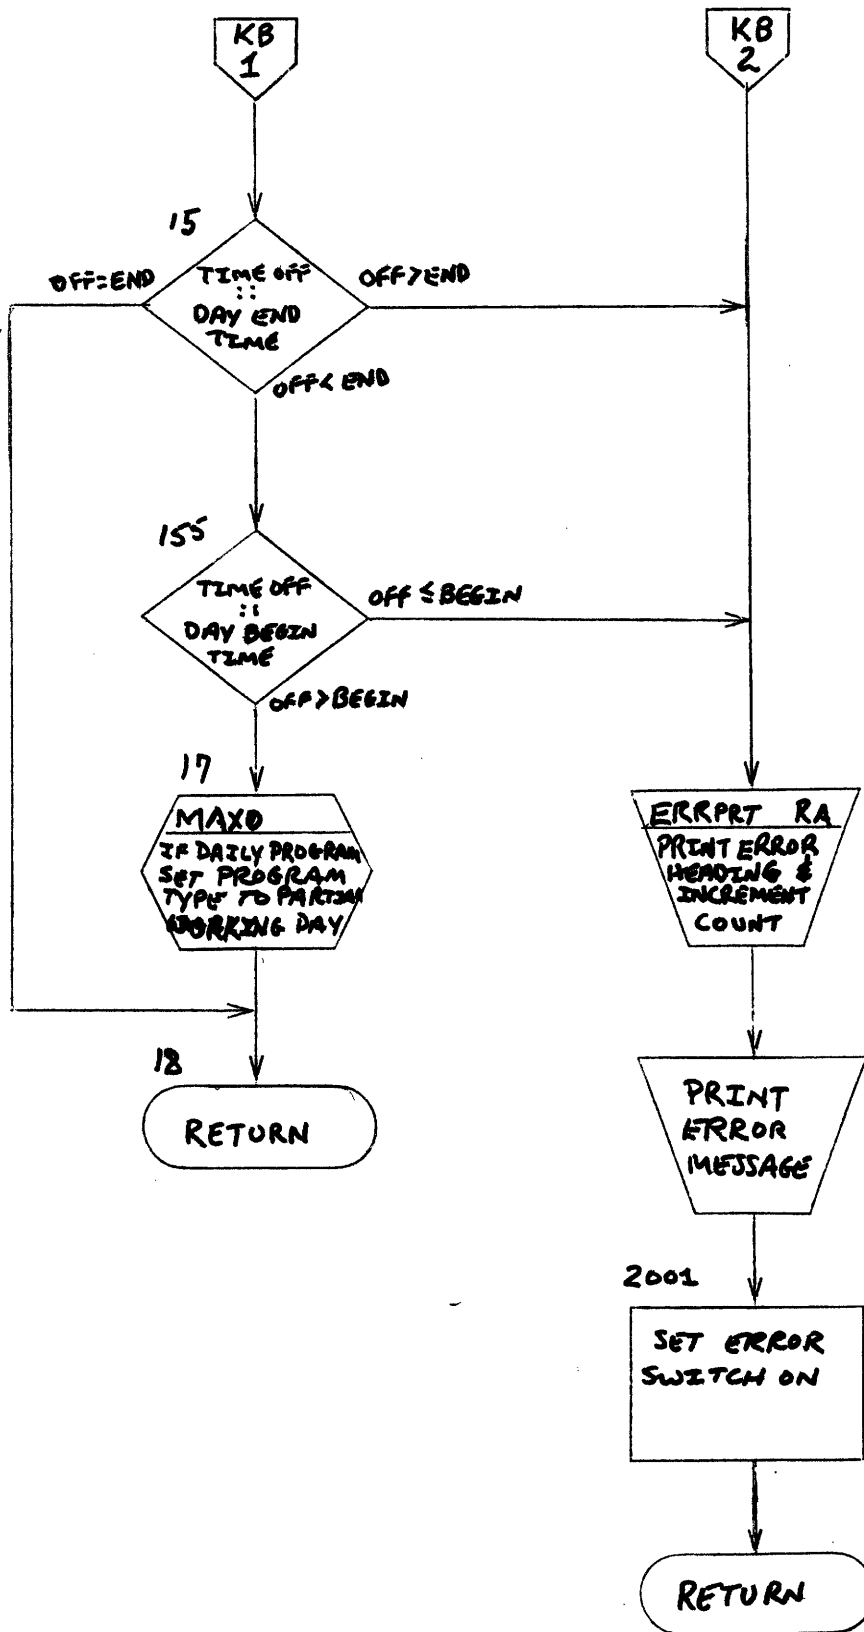 KB
1
15
OFF=END
TIME OFF
::
DAY END
TIME
OFF>END
OFF< END
155
TIME OFF
::
DAY BEGIN
TIME
OFF ≤ BEGIN
OFF>BEGIN
17
MAX0
IF DAILY PROGRAM
SET PROGRAM
TYPE TO PARTIAL
WORKING DAY
18
RETURN
KB
2
ERRPRT RA
PRINT ERROR
HEADING &
INCREMENT
COUNT
PRINT
ERROR
MESSAGE
2001
SET ERROR
SWITCH ON
RETURN